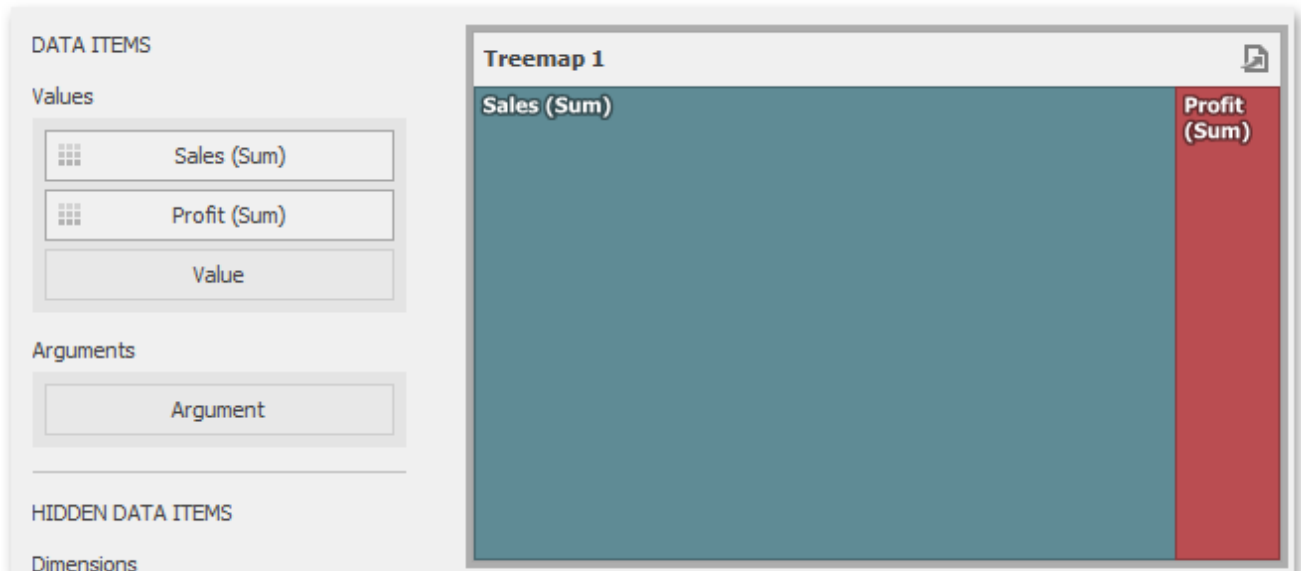 DATA ITEMS
Values
Sales (Sum)
Profit (Sum)
Value
Arguments
Argument
HIDDEN DATA ITEMS
Dimensions
Treemap 1
Sales (Sum)
Profit
(Sum)